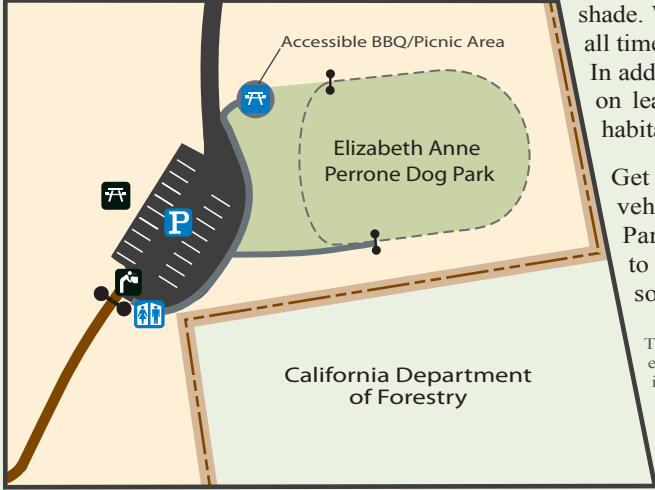 Accessible BBQ/Picnic Area
Elizabeth Anne
Perrone Dog Park
P
California Department
of Forestry
shade.
all time
In add
on lea
habita
Get
veh
Par
to
so